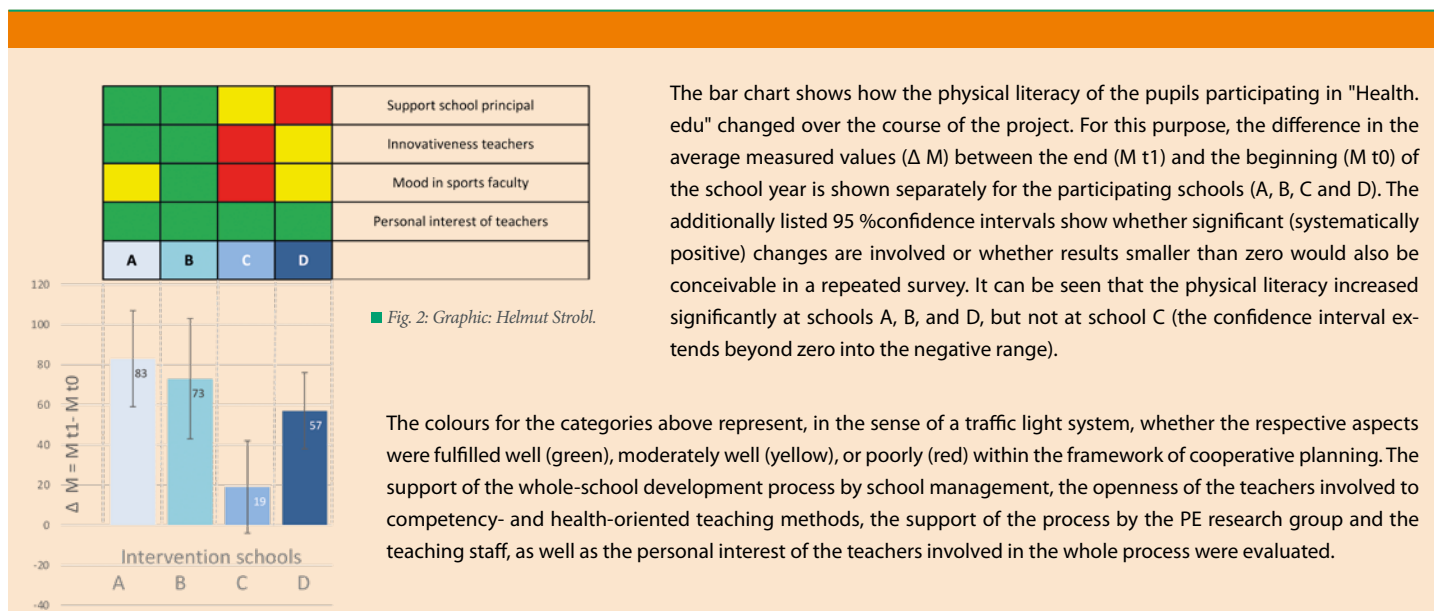 Support school principal
Innovativeness teachers
Mood in sports faculty
Personal interest of teachers
A B C D
120
100
80
60
40
20
0
-20
-40
Δ M = M t1- M t0
83
73
19
57
Intervention schools
A B C D
Fig. 2: Graphic: Helmut Strobl.
The bar chart shows how the physical literacy of the pupils participating in "Health.
edu" changed over the course of the project. For this purpose, the difference in the
average measured values (Δ M) between the end (M t1) and the beginning (M t0) of
the school year is shown separately for the participating schools (A, B, C and D). The
additionally listed 95 %confidence intervals show whether significant (systematically
positive) changes are involved or whether results smaller than zero would also be
conceivable in a repeated survey. It can be seen that the physical literacy increased
significantly at schools A, B, and D, but not at school C (the confidence interval ex-
tends beyond zero into the negative range).
The colours for the categories above represent, in the sense of a traffic light system, whether the respective aspects
were fulfilled well (green), moderately well (yellow), or poorly (red) within the framework of cooperative planning. The
support of the whole-school development process by school management, the openness of the teachers involved to
competency- and health-oriented teaching methods, the support of the process by the PE research group and the
teaching staff, as well as the personal interest of the teachers involved in the whole process were evaluated.